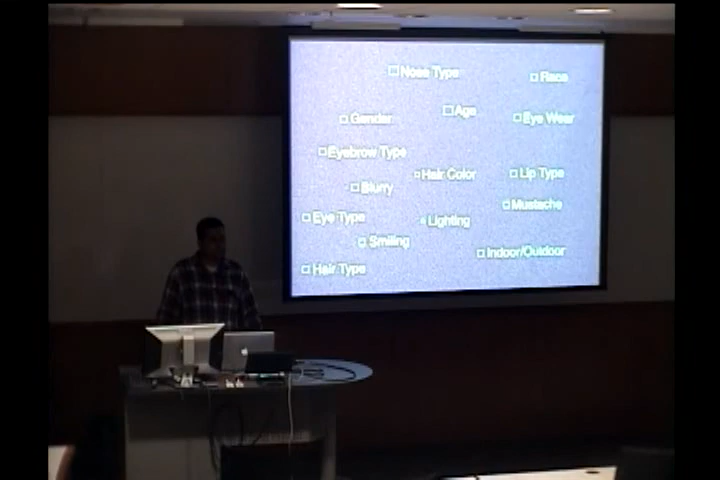 Nose Type
Race
Age
Gender
Eye Wear
Eyebrow Type
Hair Color
Lip Type
Blurry
Mustache
Eye Type
Lighting
Smiling
Indoor/Outdoor
Hair Type